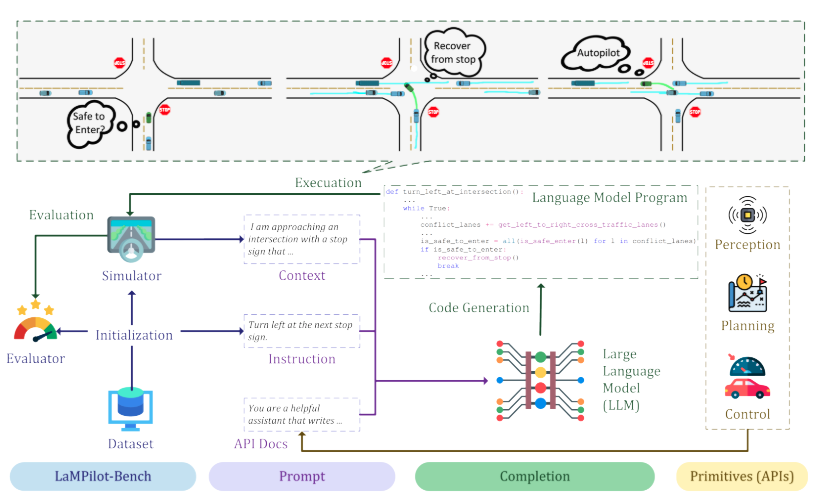 Recover
from stop
Autopilot
Safe to
Enter?
STOP
STOP
STOP
Execuation
Evaluation
Simulator
Evaluator
Initialization
Dataset
I am approaching an
intersection with a stop
sign that ...
Context
Turn left at the next stop
sign.
Instruction
You are a helpful
assistant that writes ...
API Docs
Language Model Program
def turn_left_at_intersection():
...
while True:
...
conflict_lanes +- get_left_to_right_cross_traffic_lanes()
...
is_safe_to_enter = all(is_safe_enter(l) for l in conflict_lanes)
if is_safe_to_enter:
recover_from_stop()
break
...
Code Generation
Large
Language
Model
(LLM)
Perception
Planning
Control
LaMPilot-Bench
Prompt
Completion
Primitives (APIs)